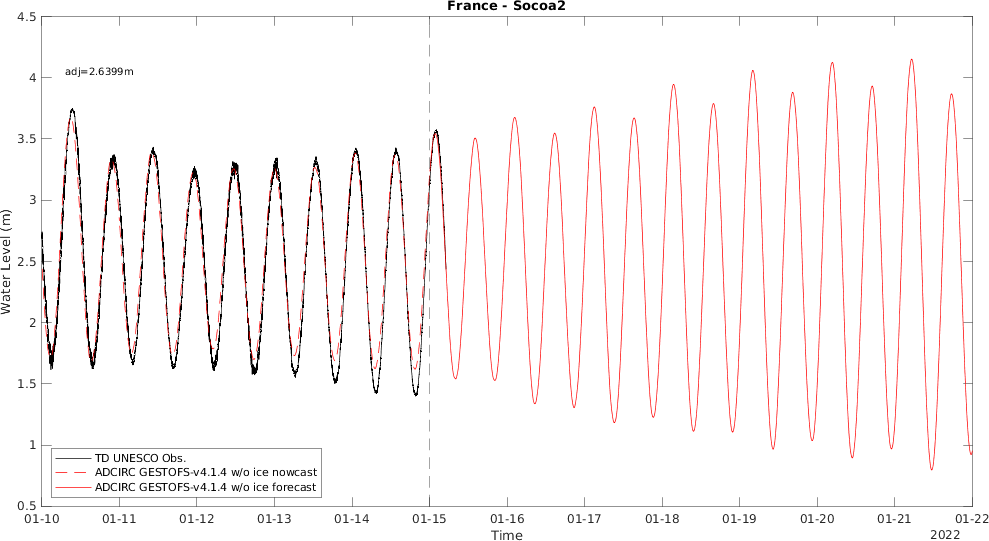 France - Socoa2
4.5
4
3.5
3
2.5
2
1.5
1
0.5
Water Level (m)
adj=2.6399m
TD UNESCO Obs.
ADCIRC GESTOFS-v4.1.4 w/o ice nowcast
ADCIRC GESTOFS-v4.1.4 w/o ice forecast
01-10 01-11 01-12 01-13 01-14 01-15 01-16 01-17 01-18 01-19 01-20 01-21 01-22
Time
2022